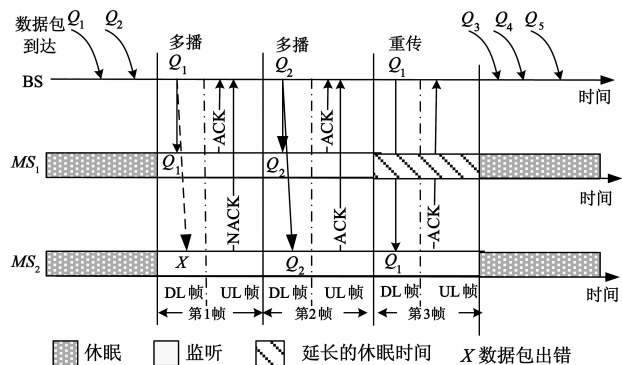 数据包 Q₁ Q₂ Q₃ Q₄ Q₅
到达
多播 多播 重传
Q₁ Q₂ Q₁
BS
时间
ACK ACK
MS₁ Q₁ Q₂
时间
NACK ACK ACK
MS₂ X Q₂ Q₁
时间
DL帧 UL帧 DL帧 UL帧 DL帧 UL帧
第1帧 第2帧 第3帧
休眠 监听 延长的休眠时间 X 数据包出错